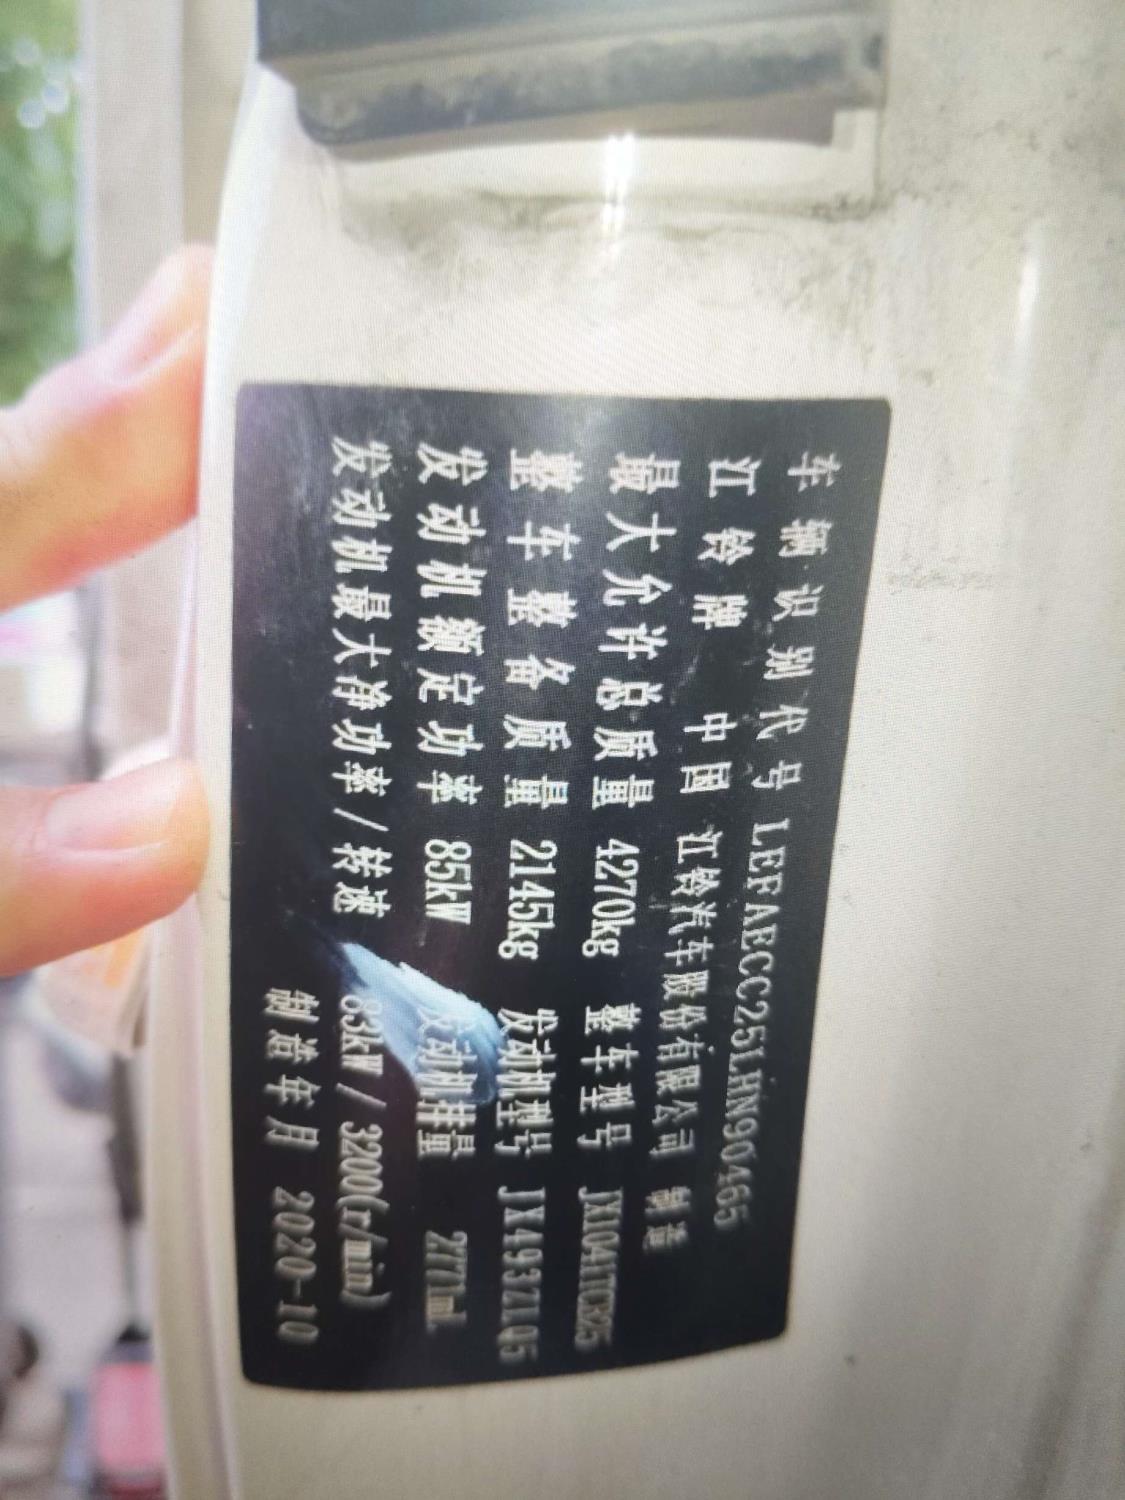 车辆识别代号 LEFAECC25LHN90465
江铃牌 中国 江铃汽车股份有限公司 制造
最大允许总质量 4270kg 整车型号 JX1041TCB25
整车整备质量 2145kg 发动机型号 JX493ZLQ5
发动机额定功率 85kW 发动机排量 2771mL
发动机最大净功率/转速 83kW / 3200(r/min)
制造年月 2020-10